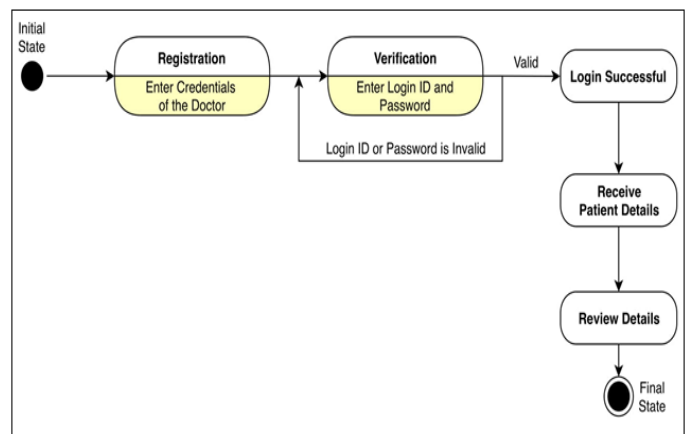 Initial
State
Registration
Enter Credentials
of the Doctor
Verification
Enter Login ID and
Password
Valid
Login Successful
Login ID or Password is Invalid
Receive
Patient Details
Review Details
Final
State